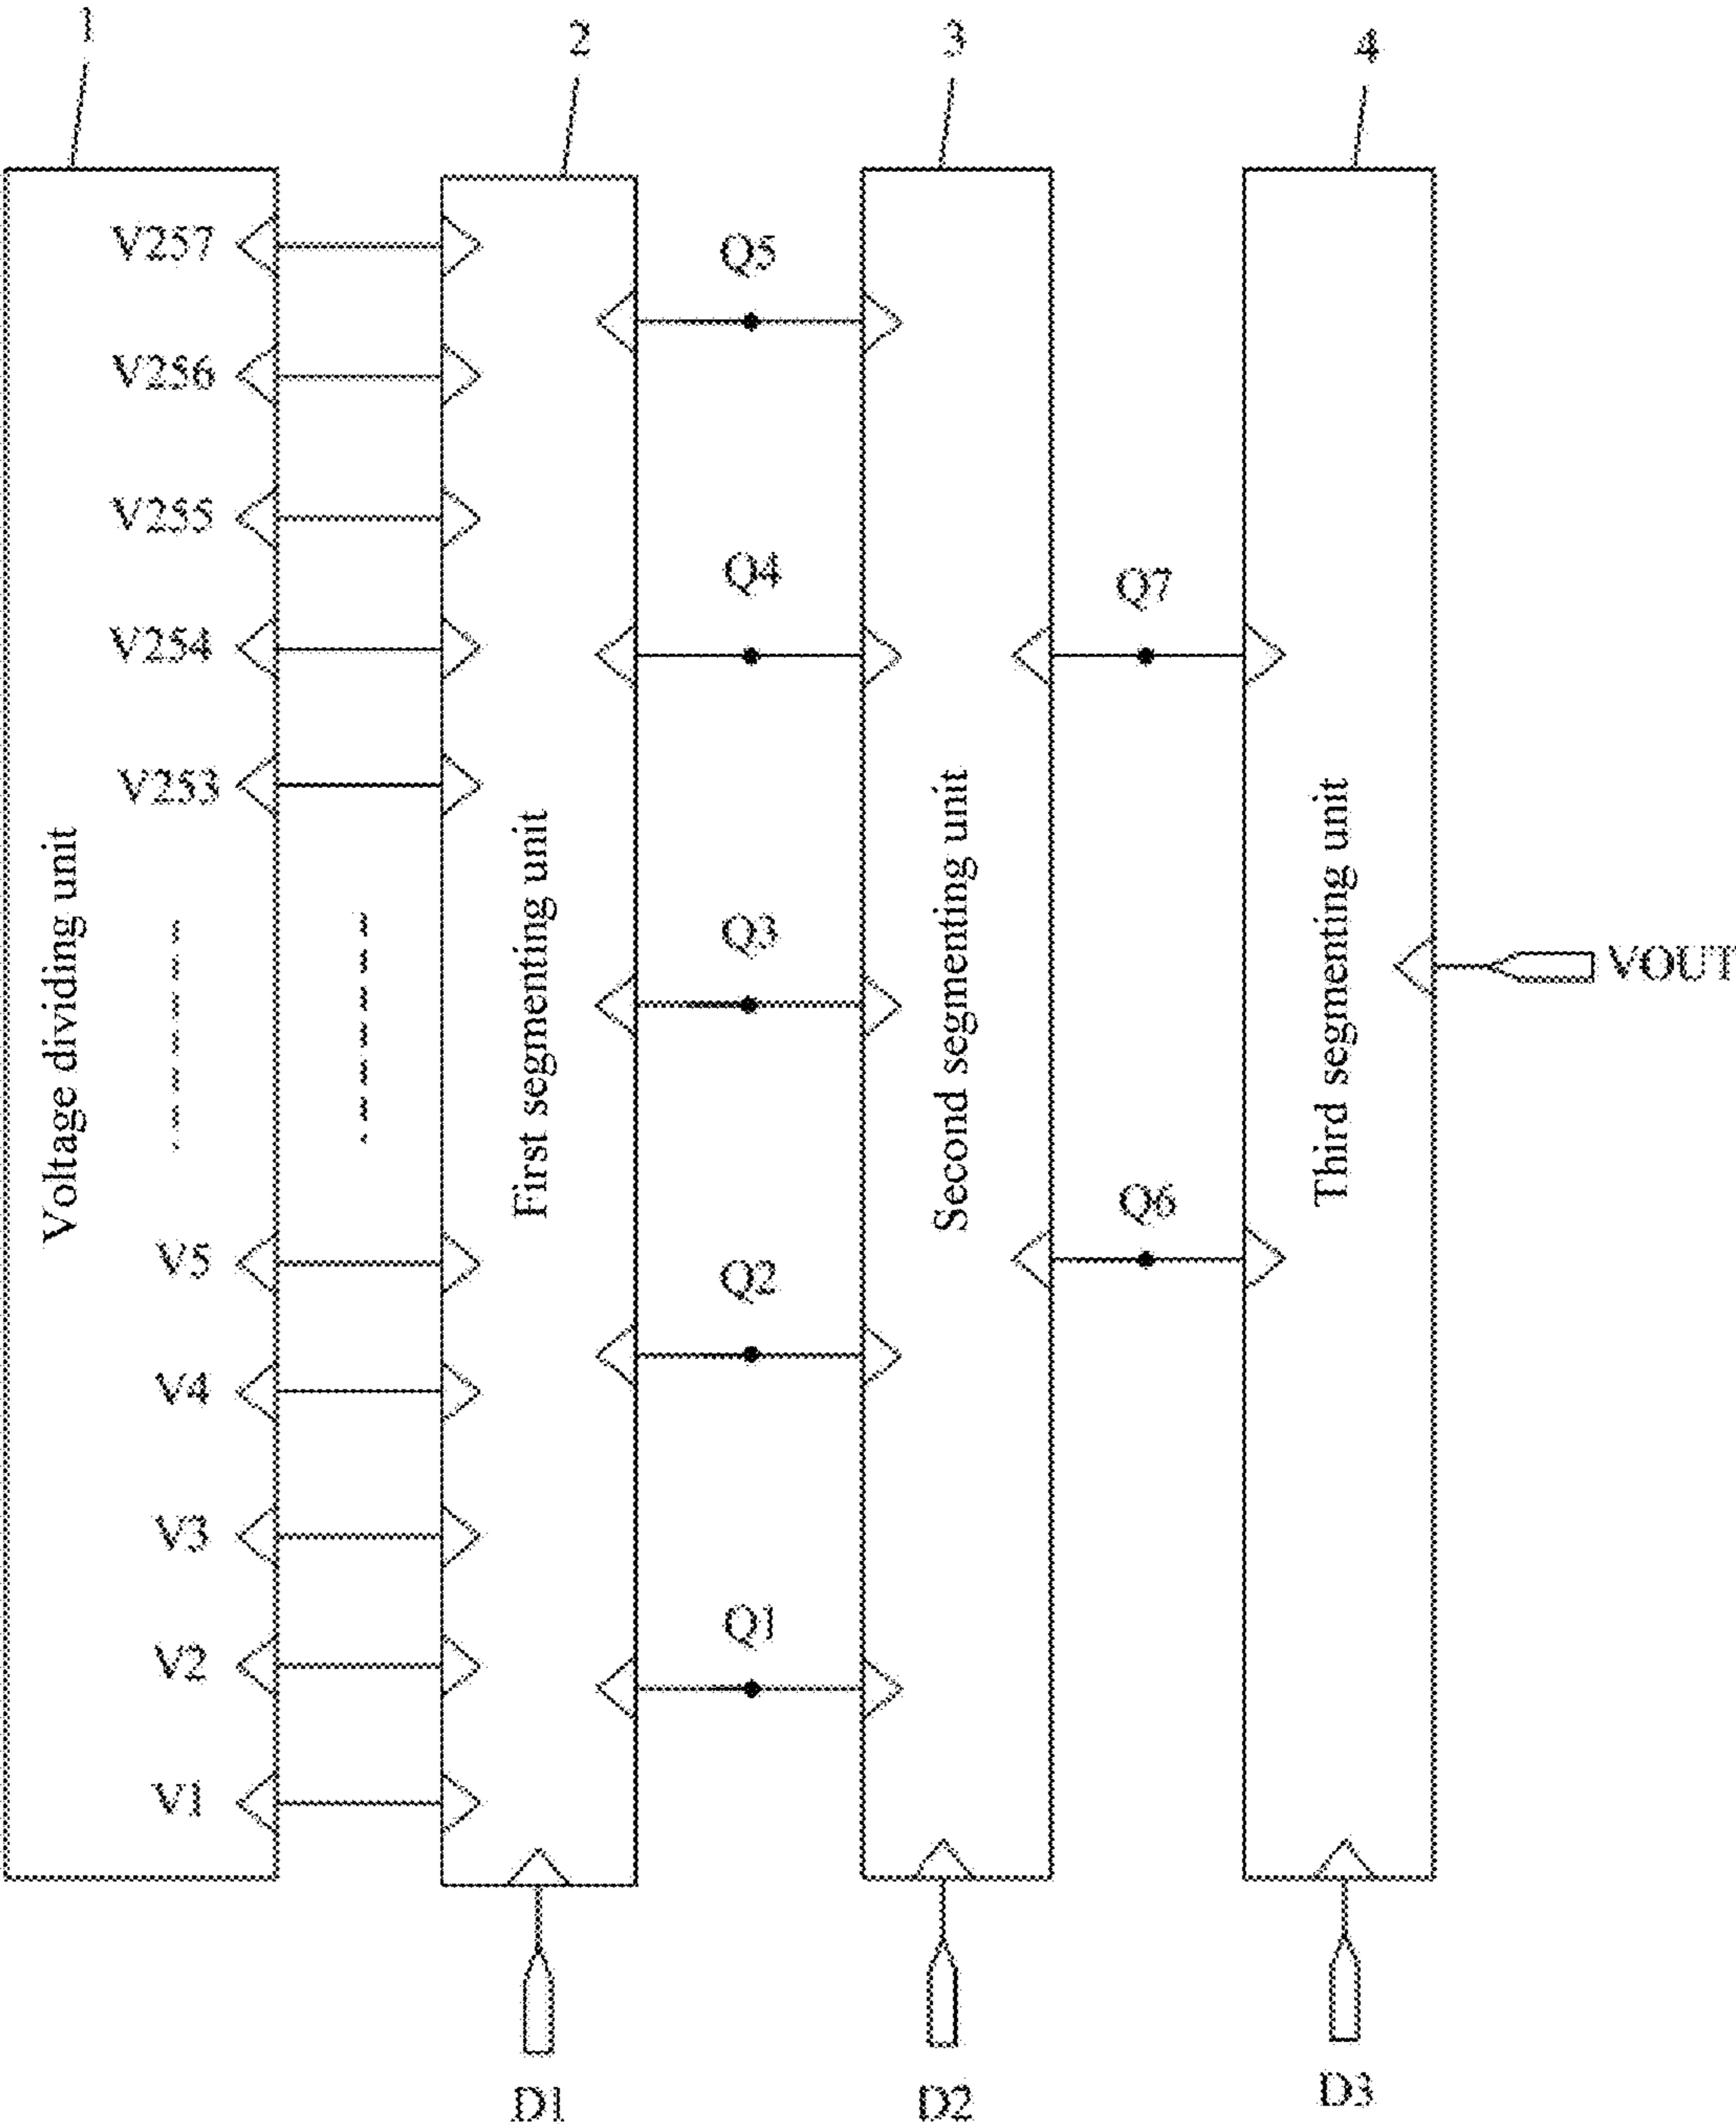 1
2
3
4
V257
V256
V255
V254
V253
V5
V4
V3
V2
V1
Voltage dividing unit
First segmenting unit
Q5
Q4
Q3
Q2
Q1
Second segmenting unit
Q7
Q6
Third segmenting unit
VOUT
D1
D2
D3